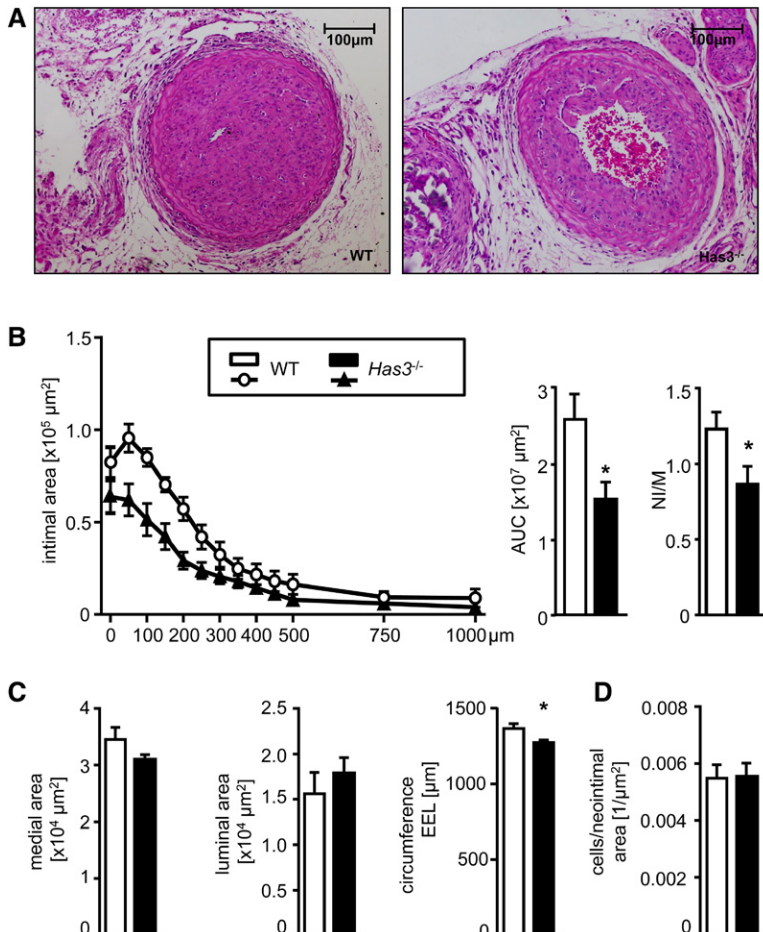 A
100µm
WT
100µm
Has3⁻/⁻
B
intimal area [x10⁵ µm²]
1.5
1.0
0.5
0
WT
Has3⁻/⁻
0 100 200 300 400 500 750 1000 µm
AUC [x10⁷ µm²]
3
2
1
0
*
NI/M
1.5
1.0
0.5
0
*
C
medial area
[x10⁴ µm²]
4
3
2
1
0
luminal area
[x10⁴ µm²]
2.5
2.0
1.5
1.0
0.5
0
circumference
EEL [µm]
1500
1000
500
0
*
D
cells/neointimal
area [1/µm²]
0.008
0.006
0.004
0.002
0